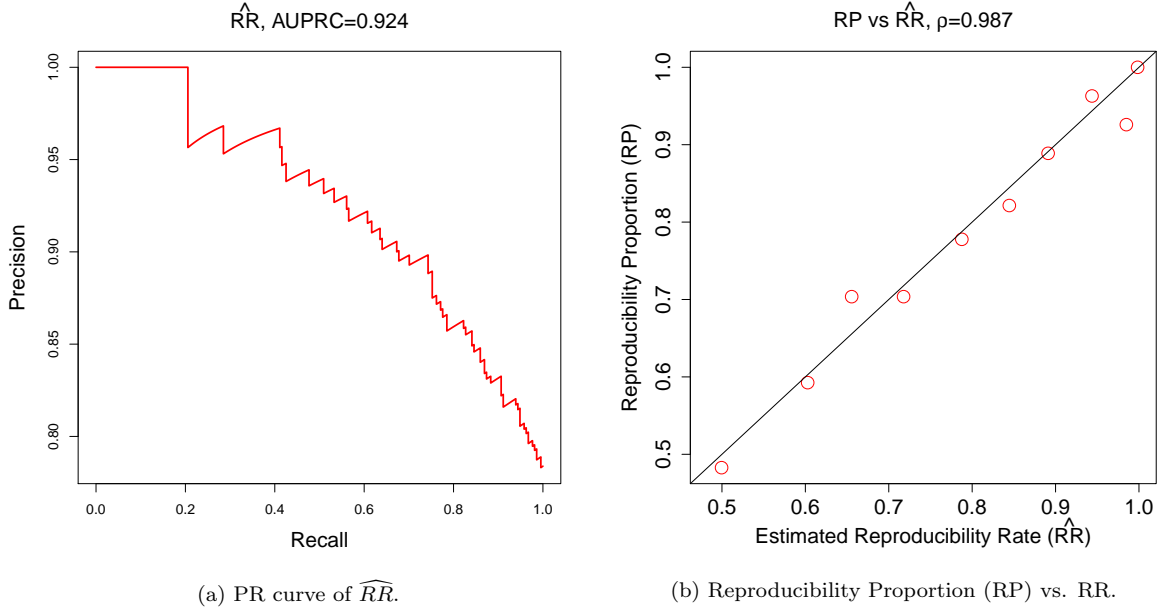 R̂R, AUPRC=0.924
Precision
1.00
0.95
0.90
0.85
0.80
0.0 0.2 0.4 0.6 0.8 1.0
Recall
(a) PR curve of R̂R.
RP vs R̂R, ρ=0.987
Reproducibility Proportion (RP)
1.0
0.9
0.8
0.7
0.6
0.5
0.5 0.6 0.7 0.8 0.9 1.0
Estimated Reproducibility Rate (R̂R)
(b) Reproducibility Proportion (RP) vs. RR.